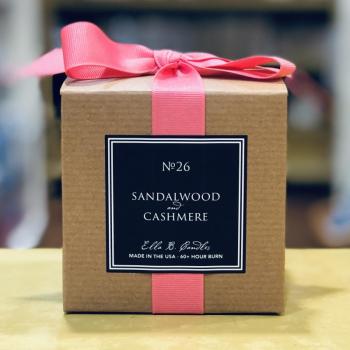 №26
SANDALWOOD
and
CASHMERE
Ella B. Candles
MADE IN THE USA • 60+ HOUR BURN